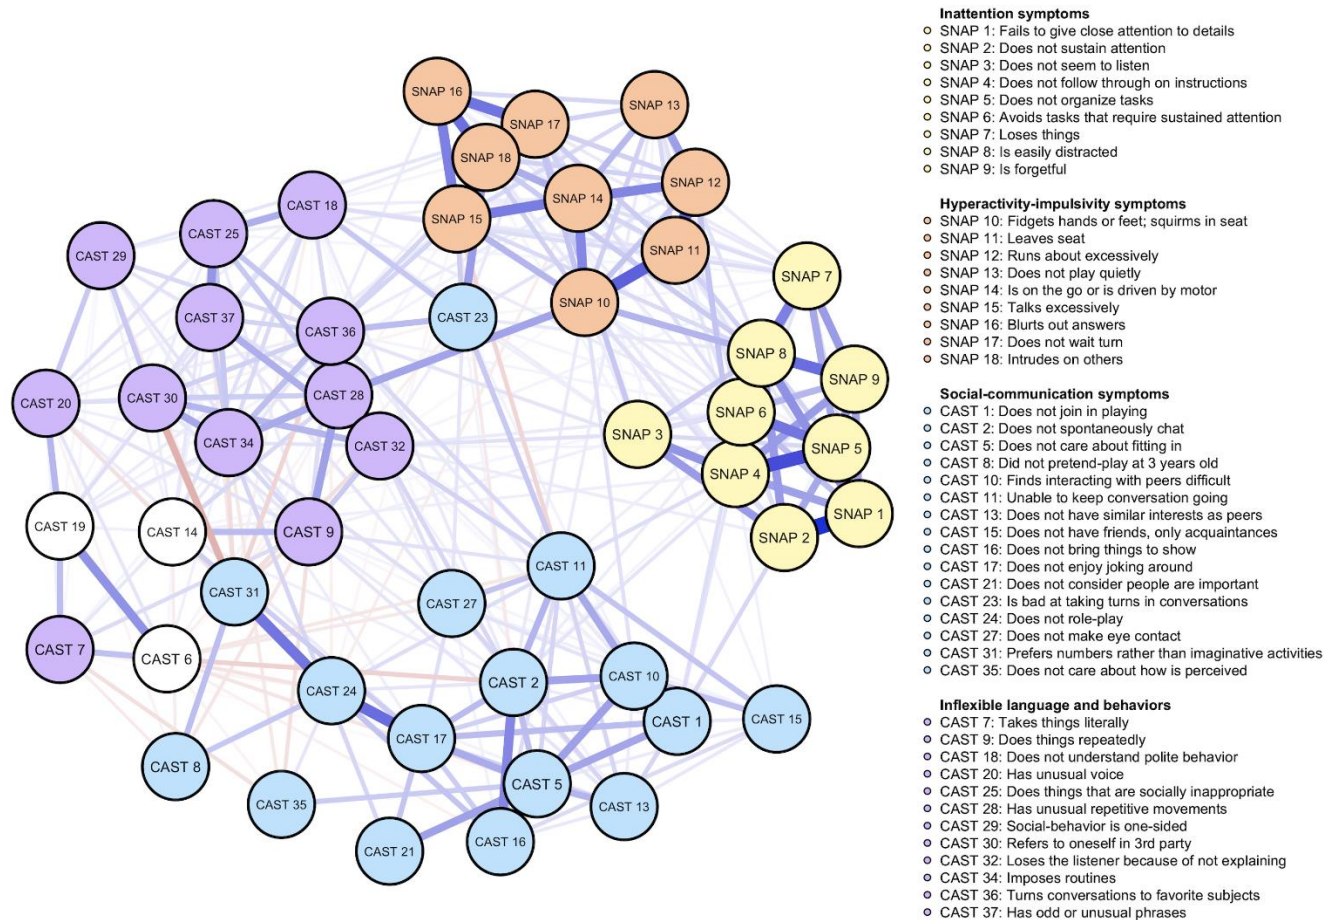 SNAP 16
SNAP 17
SNAP 13
SNAP 18
SNAP 12
SNAP 14
SNAP 15
SNAP 11
SNAP 10
CAST 18
CAST 25
CAST 29
CAST 37
CAST 36
CAST 23
SNAP 7
SNAP 8
SNAP 9
CAST 20
CAST 30
CAST 28
SNAP 6
CAST 34
CAST 32
SNAP 3
SNAP 5
SNAP 4
SNAP 1
SNAP 2
CAST 19
CAST 14
CAST 9
CAST 31
CAST 27
CAST 11
CAST 7
CAST 6
CAST 24
CAST 2
CAST 10
CAST 1
CAST 15
CAST 17
CAST 8
CAST 5
CAST 35
CAST 13
CAST 21
CAST 16
Inattention symptoms
SNAP 1: Fails to give close attention to details
SNAP 2: Does not sustain attention
SNAP 3: Does not seem to listen
SNAP 4: Does not follow through on instructions
SNAP 5: Does not organize tasks
SNAP 6: Avoids tasks that require sustained attention
SNAP 7: Loses things
SNAP 8: Is easily distracted
SNAP 9: Is forgetful
Hyperactivity-impulsivity symptoms
SNAP 10: Fidgets hands or feet; squirms in seat
SNAP 11: Leaves seat
SNAP 12: Runs about excessively
SNAP 13: Does not play quietly
SNAP 14: Is on the go or is driven by motor
SNAP 15: Talks excessively
SNAP 16: Blurts out answers
SNAP 17: Does not wait turn
SNAP 18: Intrudes on others
Social-communication symptoms
CAST 1: Does not join in playing
CAST 2: Does not spontaneously chat
CAST 5: Does not care about fitting in
CAST 8: Did not pretend-play at 3 years old
CAST 10: Finds interacting with peers difficult
CAST 11: Unable to keep conversation going
CAST 13: Does not have similar interests as peers
CAST 15: Does not have friends, only acquaintances
CAST 16: Does not bring things to show
CAST 17: Does not enjoy joking around
CAST 21: Does not consider people are important
CAST 23: Is bad at taking turns in conversations
CAST 24: Does not role-play
CAST 27: Does not make eye contact
CAST 31: Prefers numbers rather than imaginative activities
CAST 35: Does not care about how is perceived
Inflexible language and behaviors
CAST 7: Takes things literally
CAST 9: Does things repeatedly
CAST 18: Does not understand polite behavior
CAST 20: Has unusual voice
CAST 25: Does things that are socially inappropriate
CAST 28: Has unusual repetitive movements
CAST 29: Social-behavior is one-sided
CAST 30: Refers to oneself in 3rd party
CAST 32: Loses the listener because of not explaining
CAST 34: Imposes routines
CAST 36: Turns conversations to favorite subjects
CAST 37: Has odd or unusual phrases